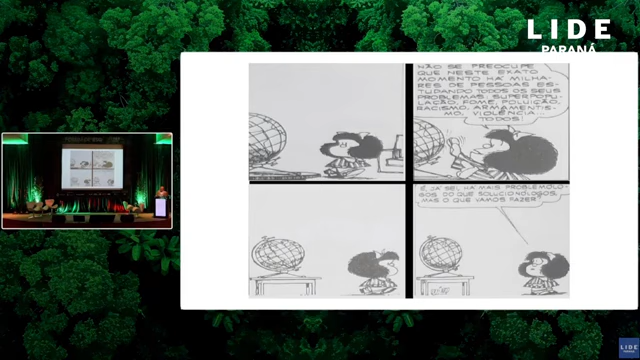 LIDE
PARANÁ
NÃO SE PREOCUPE
QUE NESTE EXATO
MOMENTO HÁ MILHA-
RES DE PESSOAS ES-
TUDANDO TODOS OS SEUS
PROBLEMAS: SUPERPOPU-
LAÇÃO, FOME, POLUIÇÃO,
RACISMO, ARMAMENTIS-
MO, VIOLÊNCIA...
TODOS!
É, JÁ SEI, HÁ MAIS PROBLEMÓLO-
GOS DO QUE SOLUCIONÓLOGOS,
MAS O QUE VAMOS FAZER?
LIDE